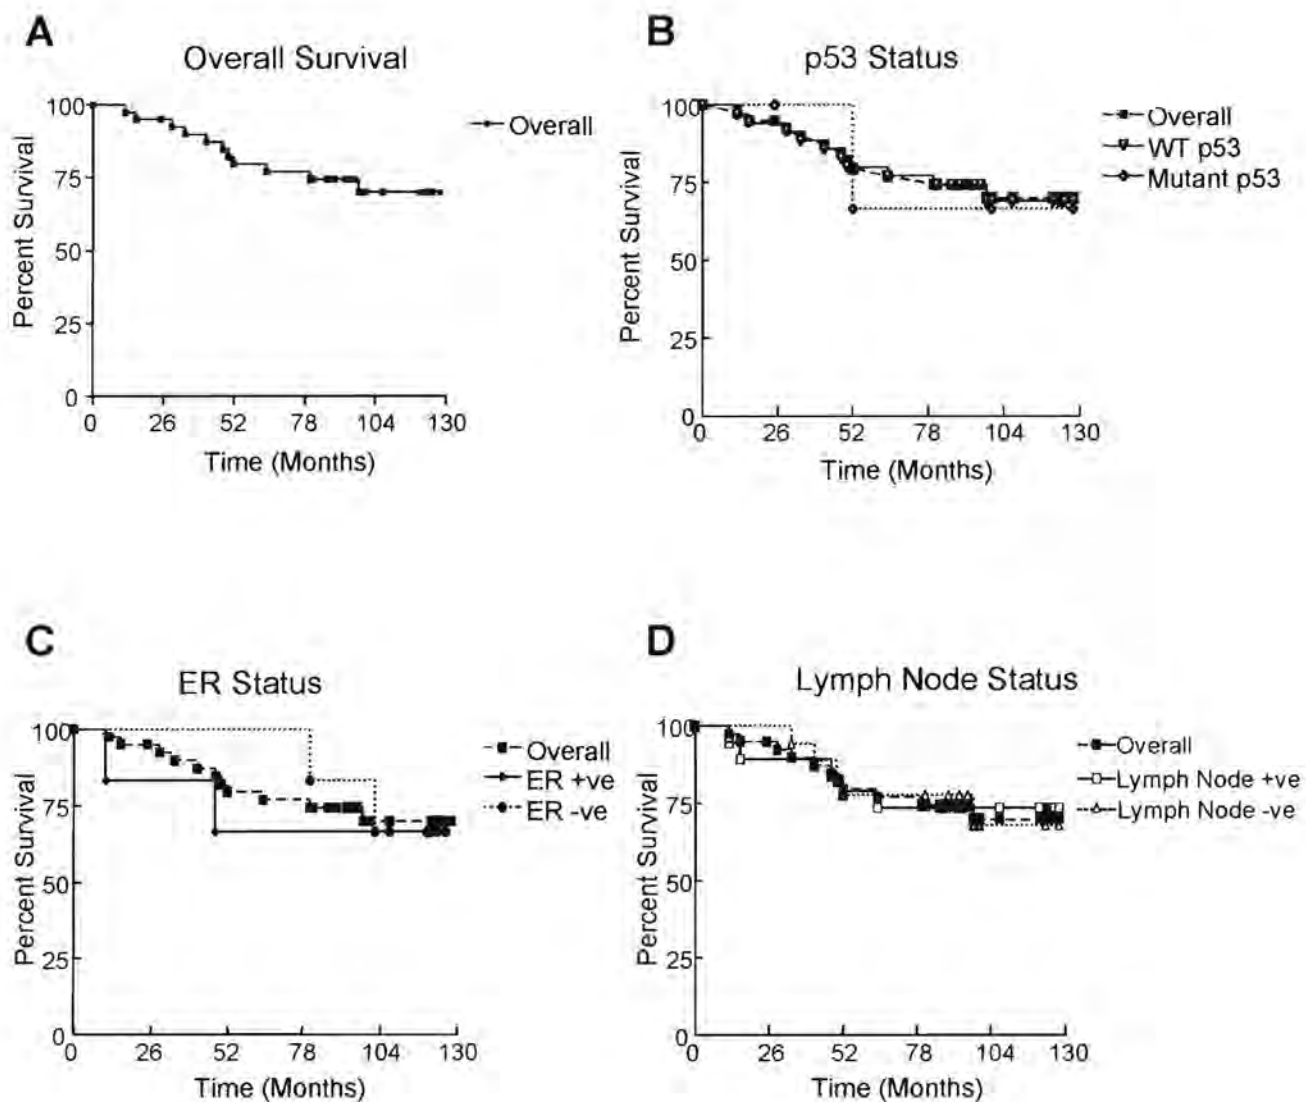 A
Overall Survival
Percent Survival
100
75
50
25
0
0 26 52 78 104 130
Time (Months)
Overall
B
p53 Status
Percent Survival
100
75
50
25
0
0 26 52 78 104 130
Time (Months)
Overall
WT p53
Mutant p53
C
ER Status
Percent Survival
100
75
50
25
0
0 26 52 78 104 130
Time (Months)
Overall
ER +ve
ER -ve
D
Lymph Node Status
Percent Survival
100
75
50
25
0
0 26 52 78 104 130
Time (Months)
Overall
Lymph Node +ve
Lymph Node -ve